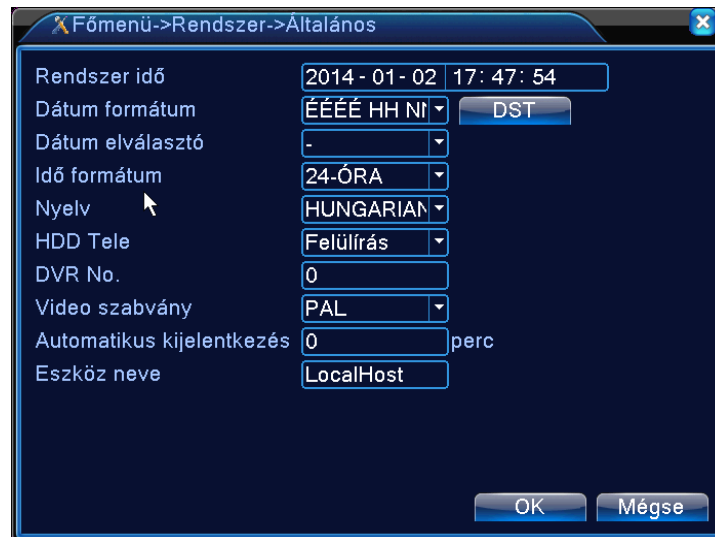 Főmenü->Rendszer->Általános
Rendszer idő 2014 - 01 - 02 17: 47: 54
Dátum formátum ÉÉÉÉ HH DST
Dátum elválasztó -
Idő formátum 24-ÓRA
Nyelv HUNGARIAN
HDD Tele Felülírás
DVR No. 0
Video szabvány PAL
Automatikus kijelentkezés 0 perc
Eszköz neve LocalHost
OK Mégse